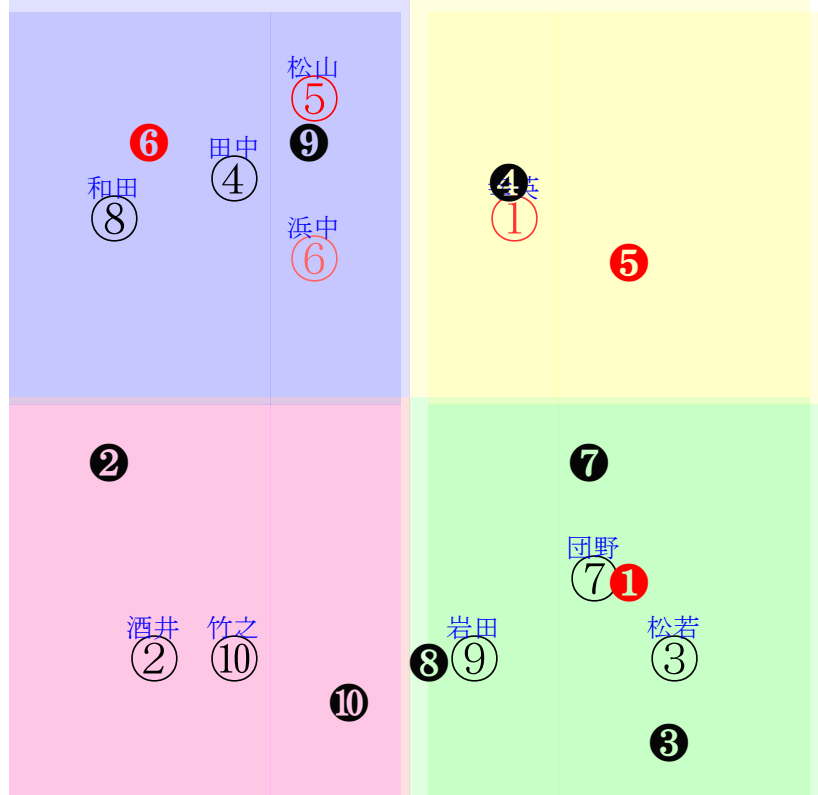 松山
⑤
❻
田中
❾
④
和田
❹
英
⑧
①
浜中
⑥
❺
❷
❼
団野
⑦
❶
酒井
竹之
岩田
松若
②
⑩
❽
⑨
③
❿
❸